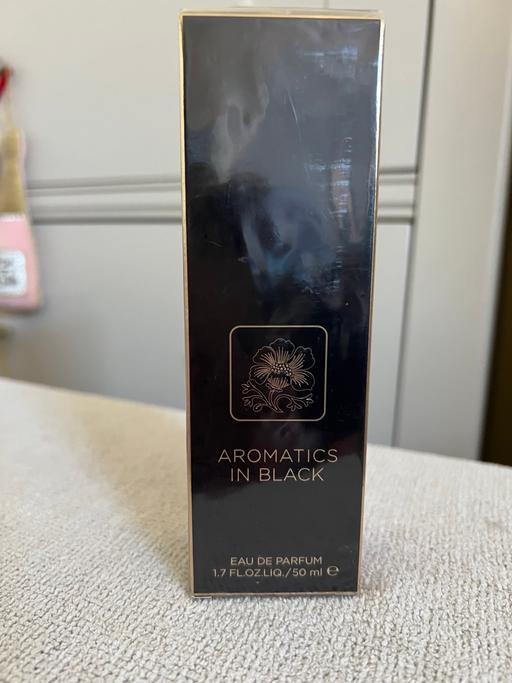 AROMATICS
IN BLACK
EAU DE PARFUM
1.7 FL.OZ.LIQ./50 ml ℮